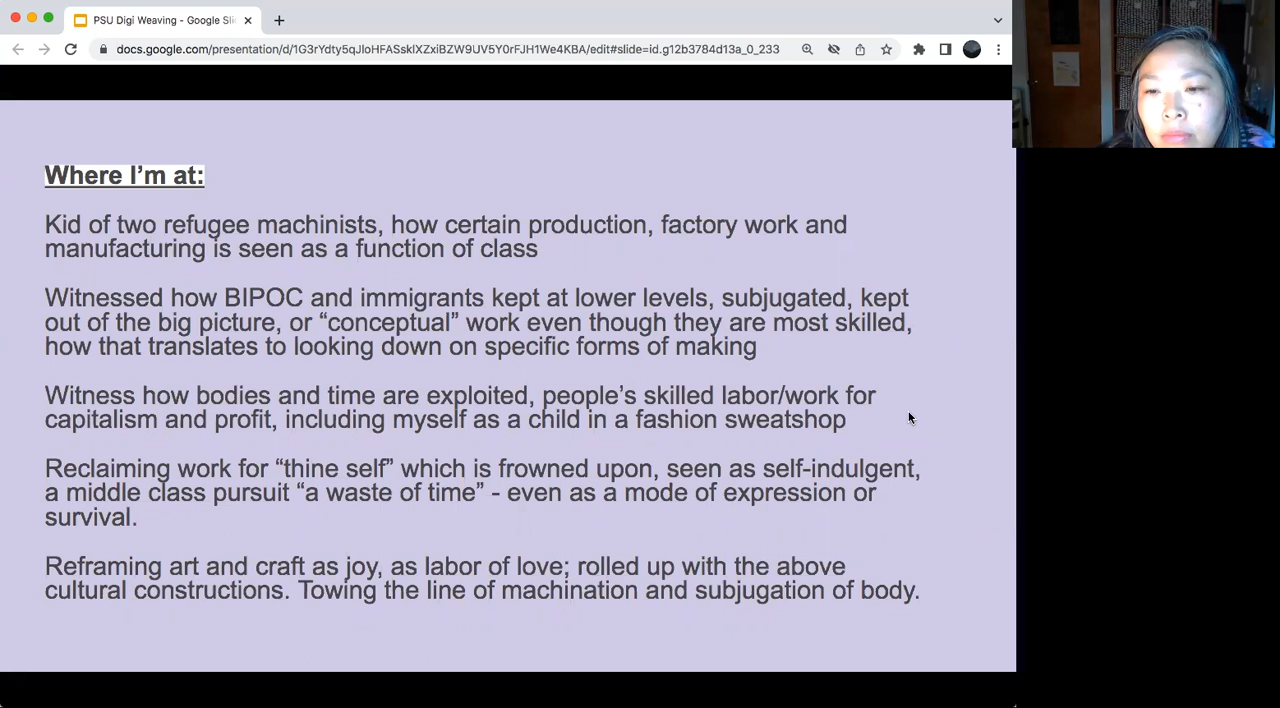 PSU Digi Weaving - Google Sli
docs.google.com/presentation/d/1G3rYdty5qJIoHFASsklXZxiBZW9UV5Y0rFJH1We4KBA/edit#slide=id.g12b3784d13a_0_233
Where I’m at:
Kid of two refugee machinists, how certain production, factory work and
manufacturing is seen as a function of class
Witnessed how BIPOC and immigrants kept at lower levels, subjugated, kept
out of the big picture, or “conceptual” work even though they are most skilled,
how that translates to looking down on specific forms of making
Witness how bodies and time are exploited, people’s skilled labor/work for
capitalism and profit, including myself as a child in a fashion sweatshop
Reclaiming work for “thine self” which is frowned upon, seen as self-indulgent,
a middle class pursuit “a waste of time” - even as a mode of expression or
survival.
Reframing art and craft as joy, as labor of love; rolled up with the above
cultural constructions. Towing the line of machination and subjugation of body.